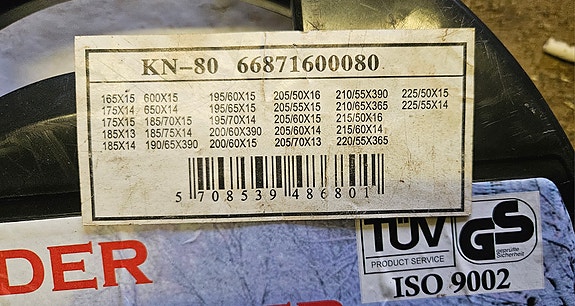 KN-80 66871600080
165X15 600X15 195/60X15 205/50X16 210/55X390 225/50X15
175X14 650X14 195/65X15 205/55X15 210/65X365 225/55X14
175X15 185/70X15 195/70X14 205/60X15 215/50X16
185X13 185/75X14 200/60X390 205/60X14 215/60X14
185X14 190/65X390 200/60X15 205/70X13 220/55X365
5 708539 486801
DER
TÜV
PRODUCT SERVICE
GS
geprüfte
Sicherheit
ISO 9002